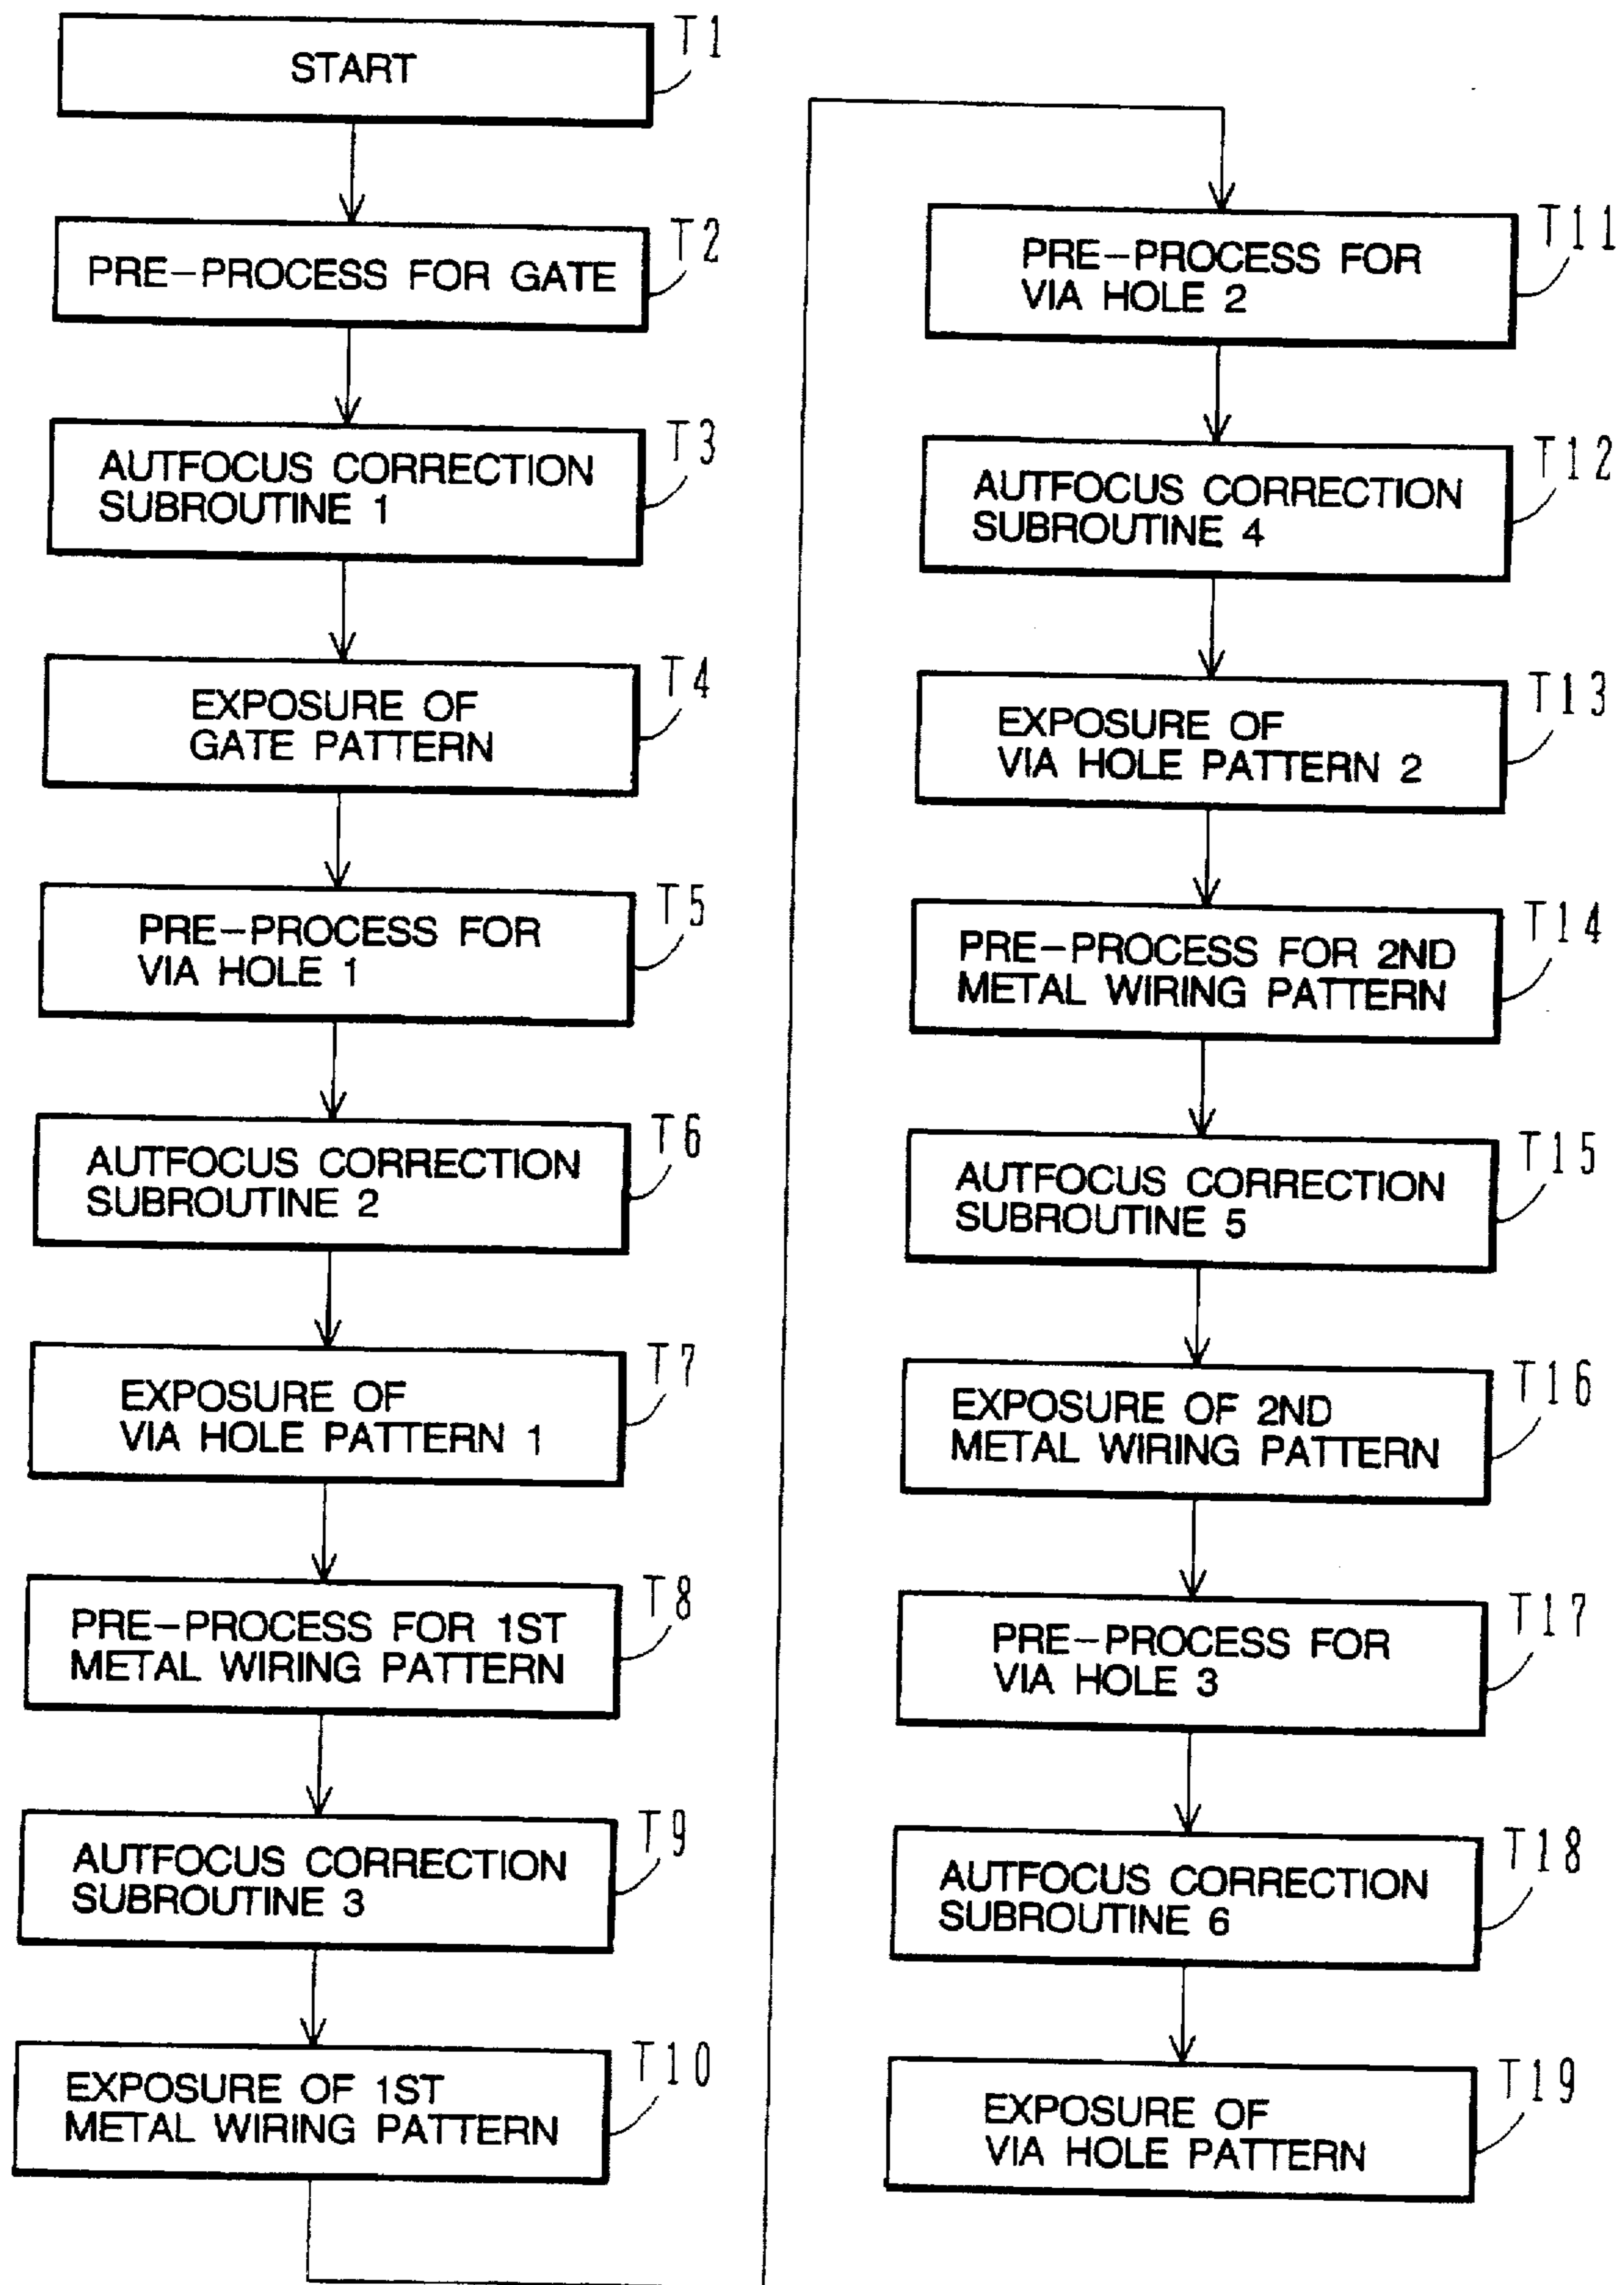 START
T1
PRE-PROCESS FOR GATE
T2
AUTFOCUS CORRECTION
SUBROUTINE 1
T3
EXPOSURE OF
GATE PATTERN
T4
PRE-PROCESS FOR
VIA HOLE 1
T5
AUTFOCUS CORRECTION
SUBROUTINE 2
T6
EXPOSURE OF
VIA HOLE PATTERN 1
T7
PRE-PROCESS FOR 1ST
METAL WIRING PATTERN
T8
AUTFOCUS CORRECTION
SUBROUTINE 3
T9
EXPOSURE OF 1ST
METAL WIRING PATTERN
T10
PRE-PROCESS FOR
VIA HOLE 2
T11
AUTFOCUS CORRECTION
SUBROUTINE 4
T12
EXPOSURE OF
VIA HOLE PATTERN 2
T13
PRE-PROCESS FOR 2ND
METAL WIRING PATTERN
T14
AUTFOCUS CORRECTION
SUBROUTINE 5
T15
EXPOSURE OF 2ND
METAL WIRING PATTERN
T16
PRE-PROCESS FOR
VIA HOLE 3
T17
AUTFOCUS CORRECTION
SUBROUTINE 6
T18
EXPOSURE OF
VIA HOLE PATTERN
T19